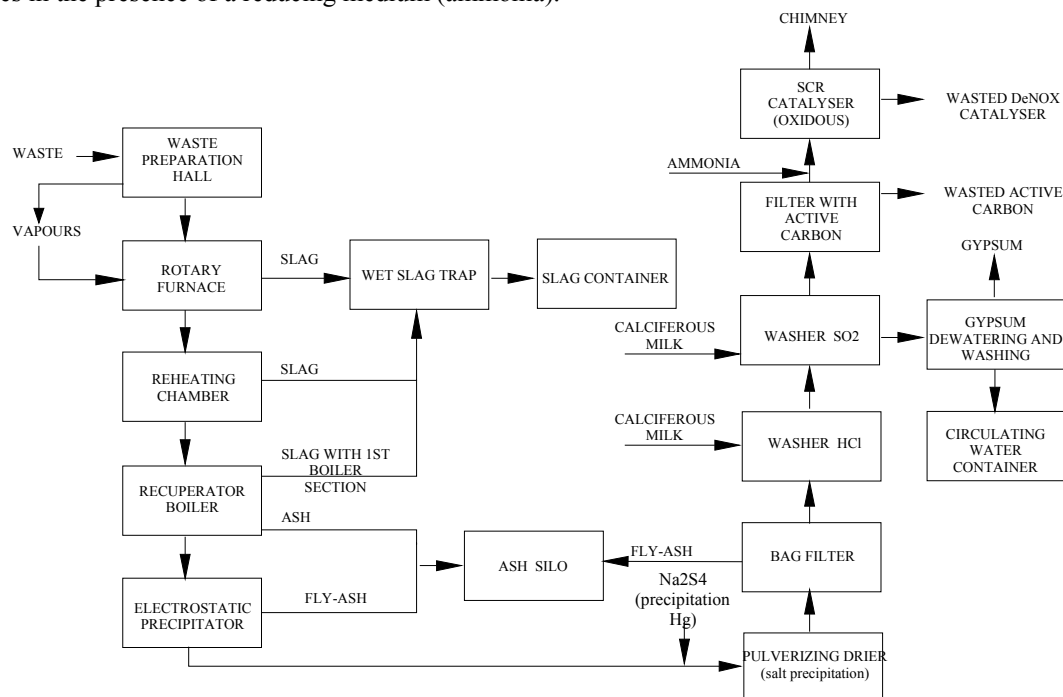 es in the presence of a reducing medium (ammonia).
CHIMNEY
SCR
CATALYSER
(OXIDOUS)
WASTED DeNOX
CATALYSER
WASTE
WASTE
PREPARATION
HALL
AMMONIA
FILTER WITH
ACTIVE
CARBON
WASTED ACTIVE
CARBON
VAPOURS
GYPSUM
ROTARY
FURNACE
SLAG
WET SLAG TRAP
SLAG CONTAINER
CALCIFEROUS
MILK
WASHER SO2
GYPSUM
DEWATERING AND
WASHING
REHEATING
CHAMBER
SLAG
CALCIFEROUS
MILK
WASHER HCl
CIRCULATING
WATER
CONTAINER
SLAG WITH 1ST
BOILER
SECTION
RECUPERATOR
BOILER
ASH
ASH SILO
FLY-ASH
BAG FILTER
Na2S4
(precipitation
Hg)
ELECTROSTATIC
PRECIPITATOR
FLY-ASH
PULVERIZING DRIER
(salt precipitation)